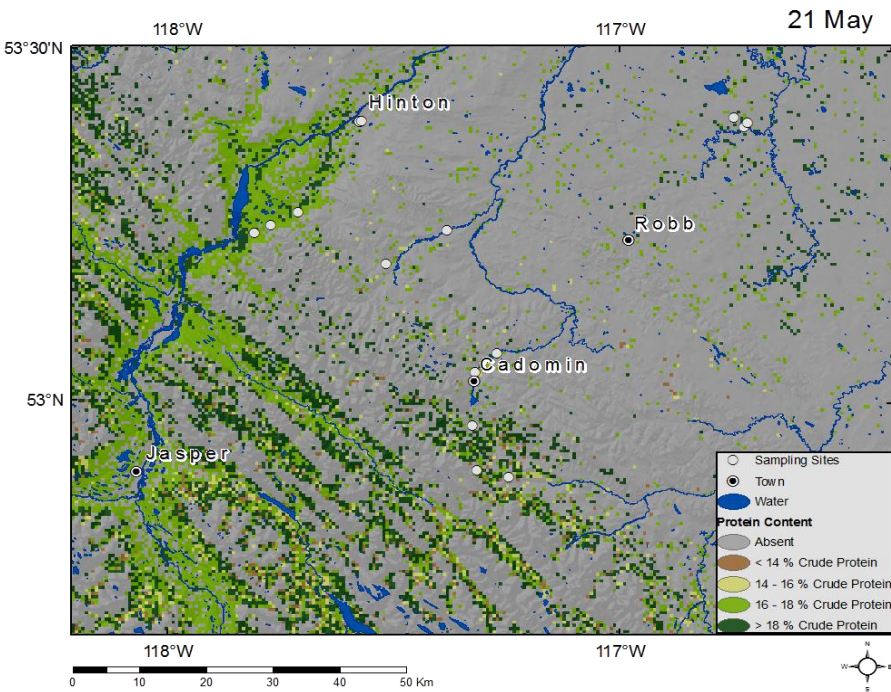 21 May
118°W 117°W
53°30'N
Hinton
Robb
Cadomin
53°N
Jasper
Sampling Sites
Town
Water
Protein Content
Absent
< 14 % Crude Protein
14 - 16 % Crude Protein
16 - 18 % Crude Protein
> 18 % Crude Protein
118°W 117°W
0 5 10 20 30 40 50 Km
N
W E
S